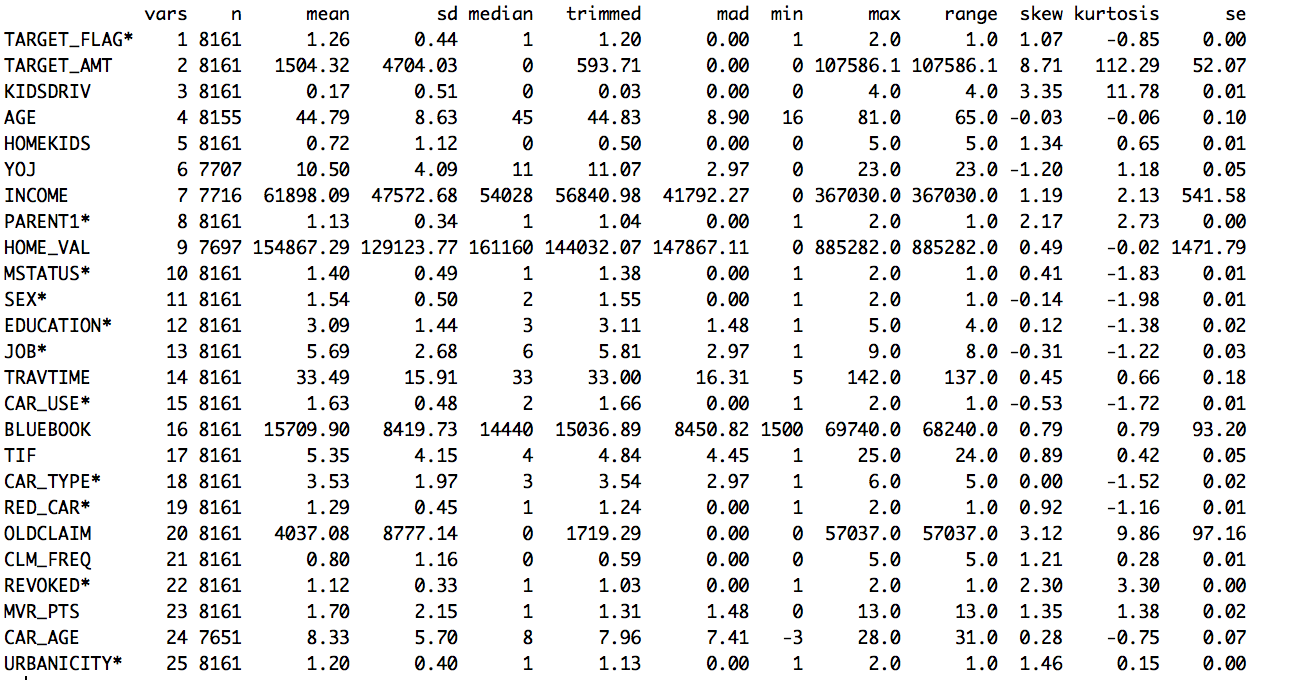 vars n mean sd median trimmed mad min max range skew kurtosis se
TARGET_FLAG* 1 8161 1.26 0.44 1 1.20 0.00 1 2.0 1.0 1.07 -0.85 0.00
TARGET_AMT 2 8161 1504.32 4704.03 0 593.71 0.00 0 107586.1 107586.1 8.71 112.29 52.07
KIDSDRIV 3 8161 0.17 0.51 0 0.03 0.00 0 4.0 4.0 3.35 11.78 0.01
AGE 4 8155 44.79 8.63 45 44.83 8.90 16 81.0 65.0 -0.03 -0.06 0.10
HOMEKIDS 5 8161 0.72 1.12 0 0.50 0.00 0 5.0 5.0 1.34 0.65 0.01
YOJ 6 7707 10.50 4.09 11 11.07 2.97 0 23.0 23.0 -1.20 1.18 0.05
INCOME 7 7716 61898.09 47572.68 54028 56840.98 41792.27 0 367030.0 367030.0 1.19 2.13 541.58
PARENT1* 8 8161 1.13 0.34 1 1.04 0.00 1 2.0 1.0 2.17 2.73 0.00
HOME_VAL 9 7697 154867.29 129123.77 161160 144032.07 147867.11 0 885282.0 885282.0 0.49 -0.02 1471.79
MSTATUS* 10 8161 1.40 0.49 1 1.38 0.00 1 2.0 1.0 0.41 -1.83 0.01
SEX* 11 8161 1.54 0.50 2 1.55 0.00 1 2.0 1.0 -0.14 -1.98 0.01
EDUCATION* 12 8161 3.09 1.44 3 3.11 1.48 1 5.0 4.0 0.12 -1.38 0.02
JOB* 13 8161 5.69 2.68 6 5.81 2.97 1 9.0 8.0 -0.31 -1.22 0.03
TRAVTIME 14 8161 33.49 15.91 33 33.00 16.31 5 142.0 137.0 0.45 0.66 0.18
CAR_USE* 15 8161 1.63 0.48 2 1.66 0.00 1 2.0 1.0 -0.53 -1.72 0.01
BLUEBOOK 16 8161 15709.90 8419.73 14440 15036.89 8450.82 1500 69740.0 68240.0 0.79 0.79 93.20
TIF 17 8161 5.35 4.15 4 4.84 4.45 1 25.0 24.0 0.89 0.42 0.05
CAR_TYPE* 18 8161 3.53 1.97 3 3.54 2.97 1 6.0 5.0 0.00 -1.52 0.02
RED_CAR* 19 8161 1.29 0.45 1 1.24 0.00 1 2.0 1.0 0.92 -1.16 0.01
OLDCLAIM 20 8161 4037.08 8777.14 0 1719.29 0.00 0 57037.0 57037.0 3.12 9.86 97.16
CLM_FREQ 21 8161 0.80 1.16 0 0.59 0.00 0 5.0 5.0 1.21 0.28 0.01
REVOKED* 22 8161 1.12 0.33 1 1.03 0.00 1 2.0 1.0 2.30 3.30 0.00
MVR_PTS 23 8161 1.70 2.15 1 1.31 1.48 0 13.0 13.0 1.35 1.38 0.02
CAR_AGE 24 7651 8.33 5.70 8 7.96 7.41 -3 28.0 31.0 0.28 -0.75 0.07
URBANICITY* 25 8161 1.20 0.40 1 1.13 0.00 1 2.0 1.0 1.46 0.15 0.00